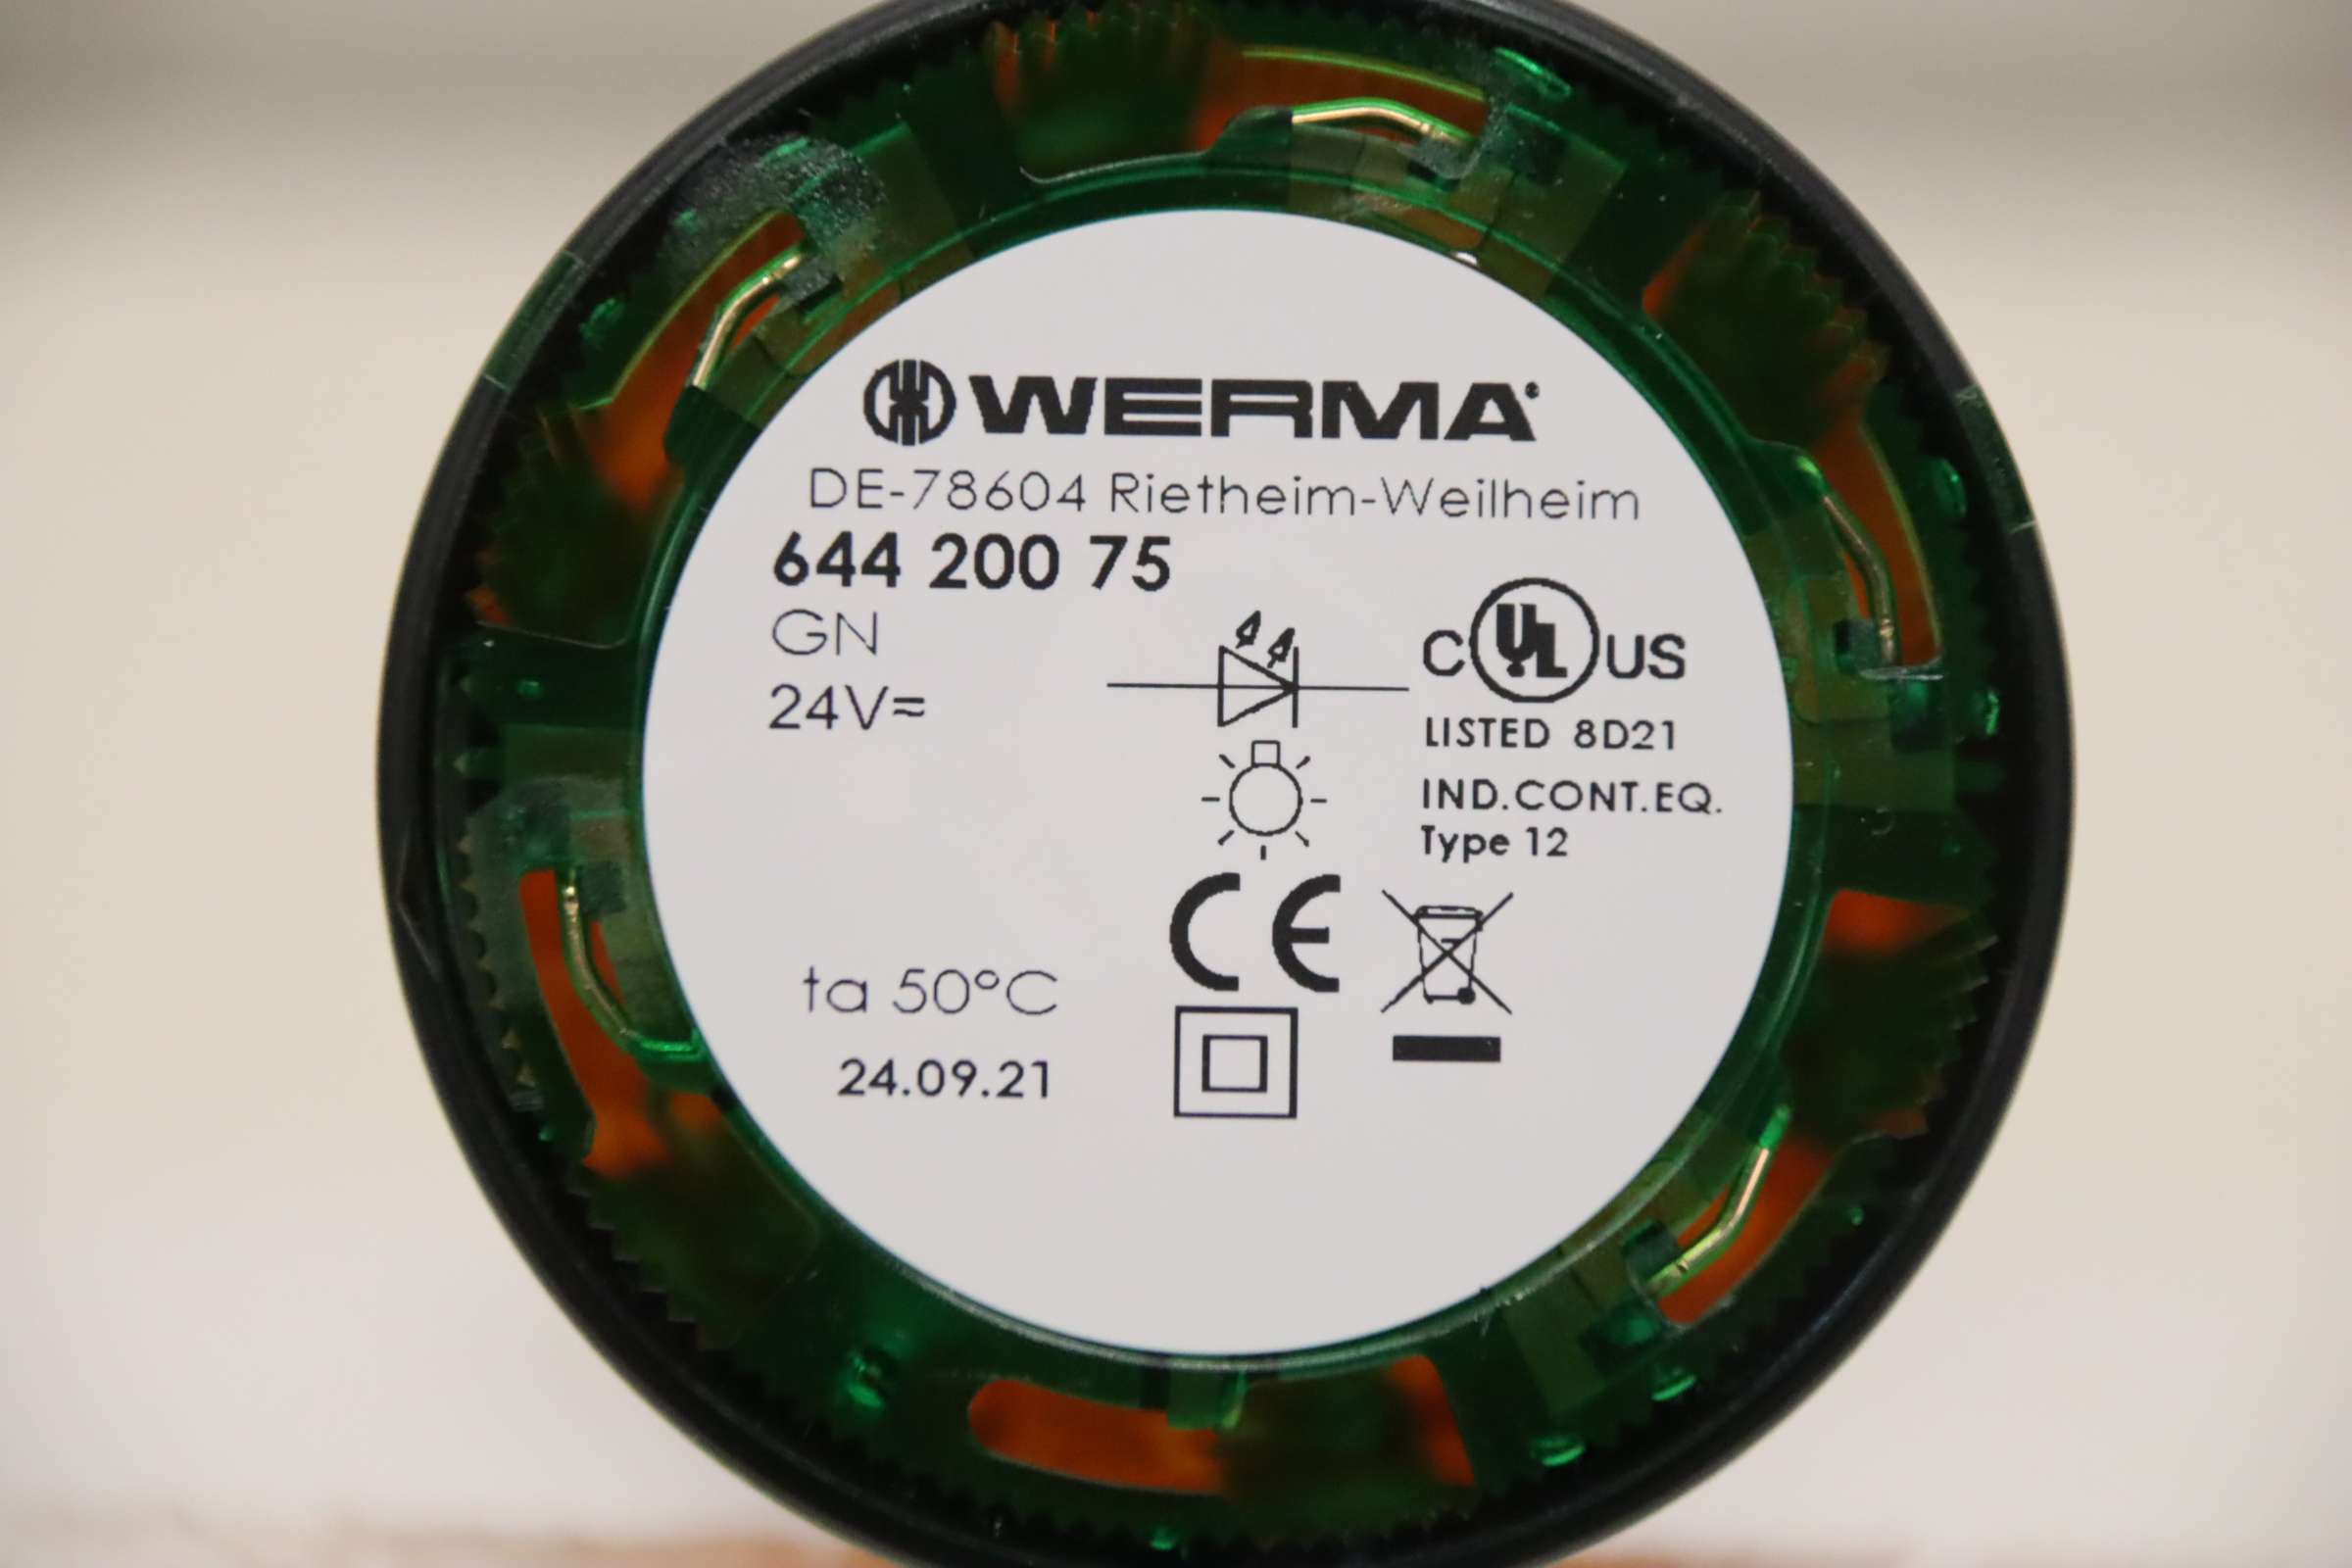 WERMA
DE-78604 Rietheim-Weilheim
644 200 75
GN
24V≂
C UL US
LISTED 8D21
IND.CONT.EQ.
Type 12
CE
ta 50°C
24.09.21